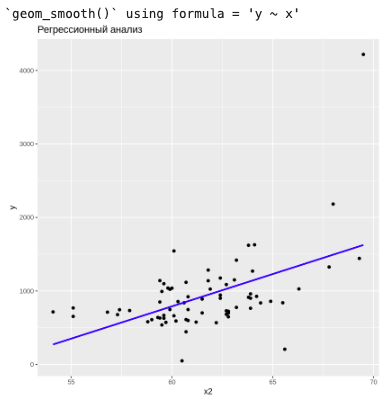 `geom_smooth()` using formula = 'y ~ x'
Регрессионный анализ
4000
3000
2000
1000
0
y
55
60
65
70
x2